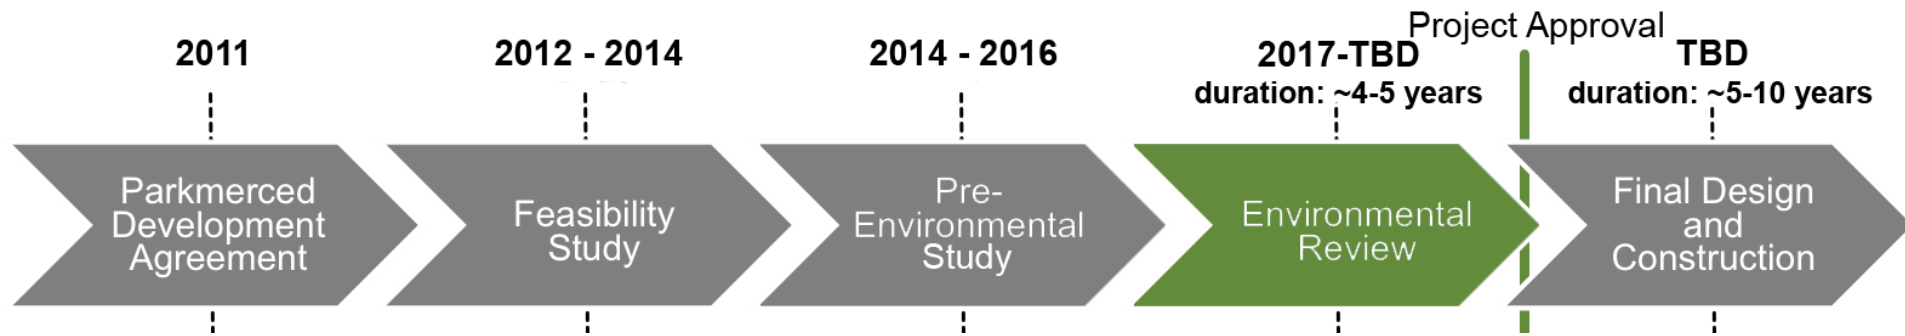 Project Approval
2011
2012 - 2014
2014 - 2016
2017-TBD
duration: ~4-5 years
TBD
duration: ~5-10 years
Parkmerced
Development
Agreement
Feasibility
Study
Pre-
Environmental
Study
Environmental
Review
Final Design
and
Construction